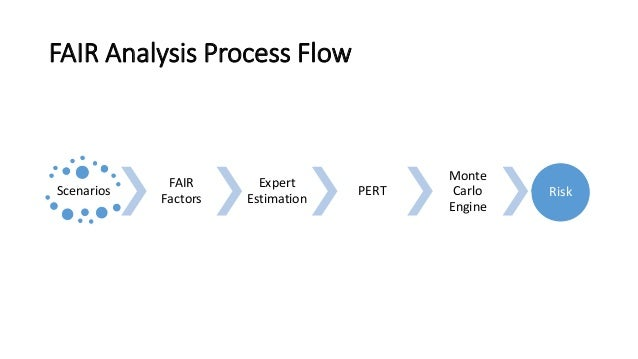 FAIR Analysis Process Flow
Scenarios
FAIR
Factors
Expert
Estimation
PERT
Monte
Carlo
Engine
Risk